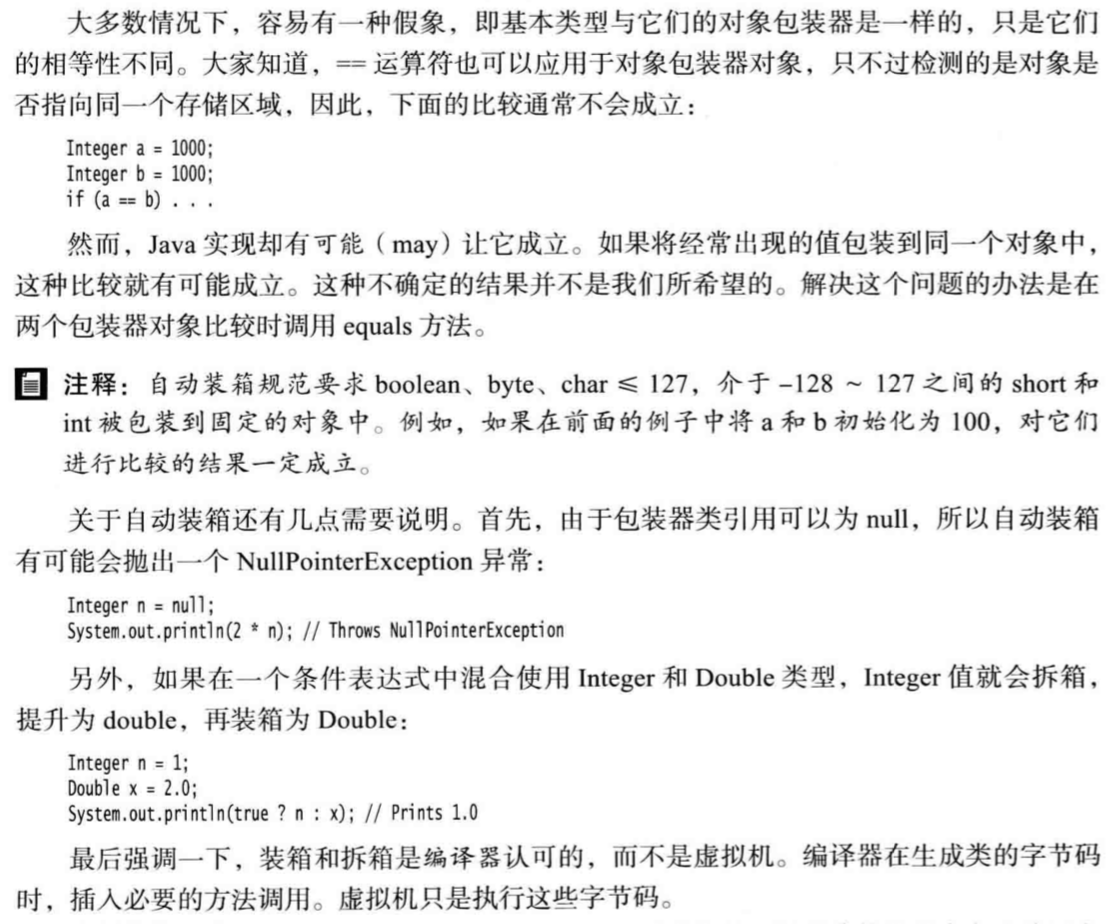 大多数情况下，容易有一种假象，即基本类型与它们的对象包装器是一样的，只是它们
的相等性不同。大家知道，== 运算符也可以应用于对象包装器对象，只不过检测的是对象是
否指向同一个存储区域，因此，下面的比较通常不会成立：
Integer a = 1000;
Integer b = 1000;
if (a == b) . . .
然而，Java 实现却有可能（may）让它成立。如果将经常出现的值包装到同一个对象中，
这种比较就有可能成立。这种不确定的结果并不是我们所希望的。解决这个问题的办法是在
两个包装器对象比较时调用 equals 方法。
注释：自动装箱规范要求 boolean、byte、char ≤ 127，介于 –128 ~ 127 之间的 short 和
int 被包装到固定的对象中。例如，如果在前面的例子中将 a 和 b 初始化为 100，对它们
进行比较的结果一定成立。
关于自动装箱还有几点需要说明。首先，由于包装器类引用可以为 null，所以自动装箱
有可能会抛出一个 NullPointerException 异常：
Integer n = null;
System.out.println(2 * n); // Throws NullPointerException
另外，如果在一个条件表达式中混合使用 Integer 和 Double 类型，Integer 值就会拆箱，
提升为 double，再装箱为 Double：
Integer n = 1;
Double x = 2.0;
System.out.println(true ? n : x); // Prints 1.0
最后强调一下，装箱和拆箱是编译器认可的，而不是虚拟机。编译器在生成类的字节码
时，插入必要的方法调用。虚拟机只是执行这些字节码。